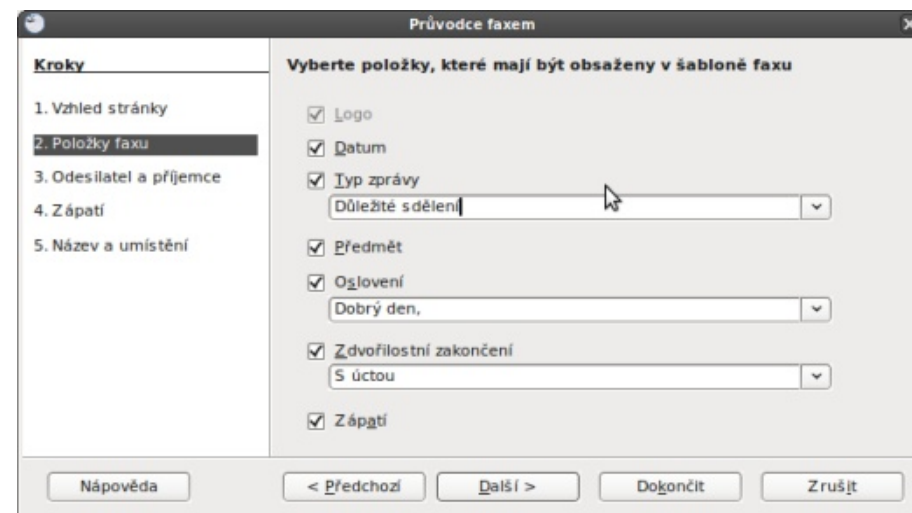 Průvodce faxem
Kroky
1. Vzhled stránky
2. Položky faxu
3. Odesilatel a příjemce
4. Zápatí
5. Název a umístění
Vyberte položky, které mají být obsaženy v šabloně faxu
Logo
Datum
Typ zprávy
Důležité sdělení
Předmět
Oslovení
Dobrý den,
Zdvořilostní zakončení
S úctou
Zápatí
Nápověda
< Předchozí
Další >
Dokončit
Zrušit